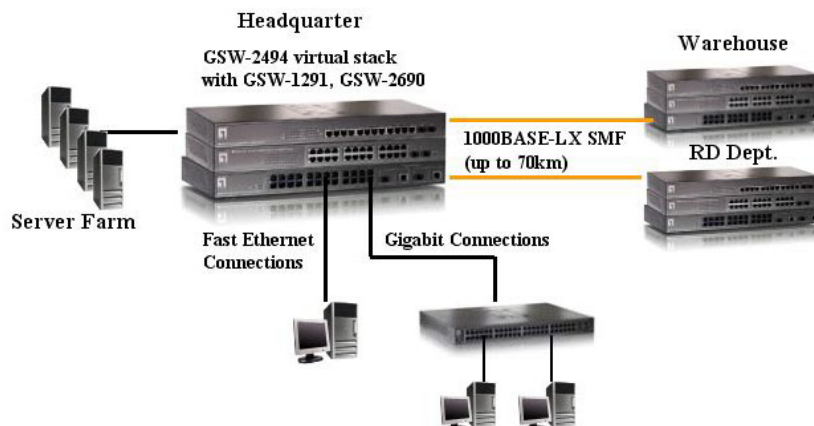 Headquarter
GSW-2494 virtual stack
with GSW-1291, GSW-2690
Warehouse
1000BASE-LX SMF
(up to 70km)
RD Dept.
Server Farm
Fast Ethernet
Connections
Gigabit Connections